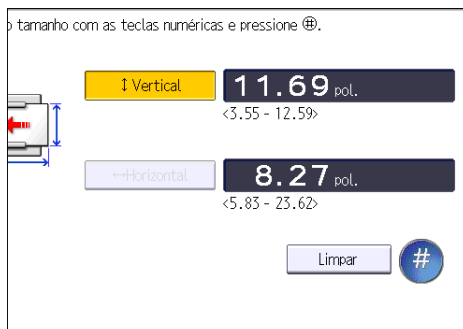 o tamanho com as teclas numéricas e pressione ⊕.
↕ Vertical
11.69 pol.
<3.55 - 12.59>
↔Horizontal
8.27 pol.
<5.83 - 23.62>
Limpar
#